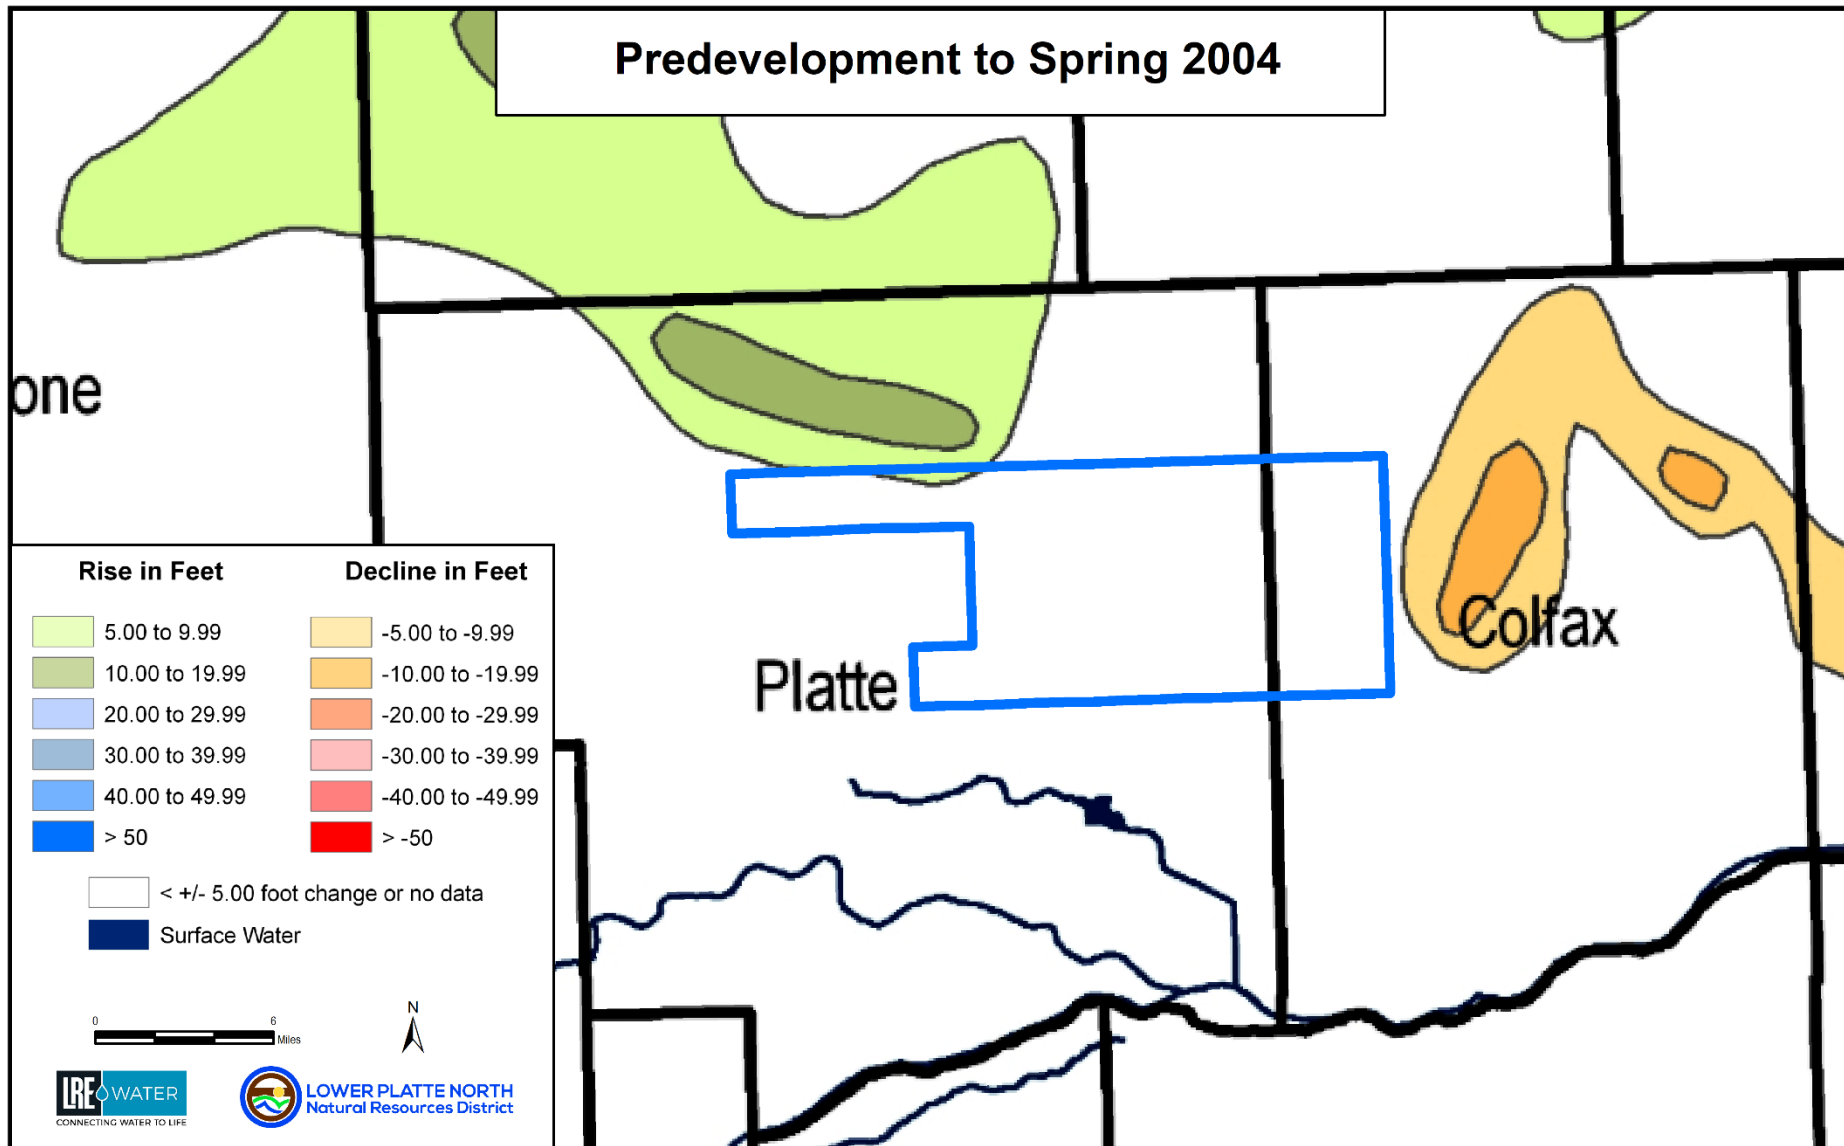 Predevelopment to Spring 2004
one
Platte
Colfax
Rise in Feet
5.00 to 9.99
10.00 to 19.99
20.00 to 29.99
30.00 to 39.99
40.00 to 49.99
> 50
Decline in Feet
-5.00 to -9.99
-10.00 to -19.99
-20.00 to -29.99
-30.00 to -39.99
-40.00 to -49.99
> -50
< +/- 5.00 foot change or no data
Surface Water
0 6
Miles
N
LRE WATER
CONNECTING WATER TO LIFE
LOWER PLATTE NORTH
Natural Resources District